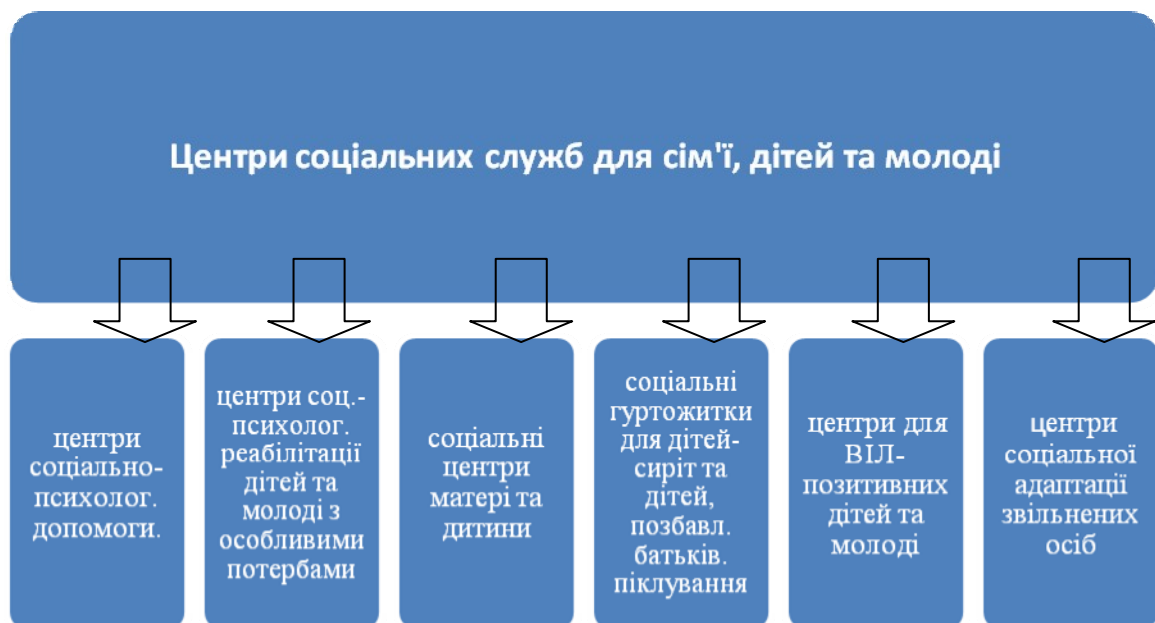 Центри соціальних служб для сім'ї, дітей та молоді
центри
соціально-
психолог.
допомоги.
центри соц.-
психолог.
реабілітації
дітей та
молоді з
особливими
потербами
соціальні
центри
матері та
дитини
соціальні
гуртожитки
для дітей-
сиріт та
дітей,
позбавл.
батьків.
піклування
центри для
ВІЛ-
позитивних
дітей та
молоді
центри
соціальної
адаптації
звільнених
осіб